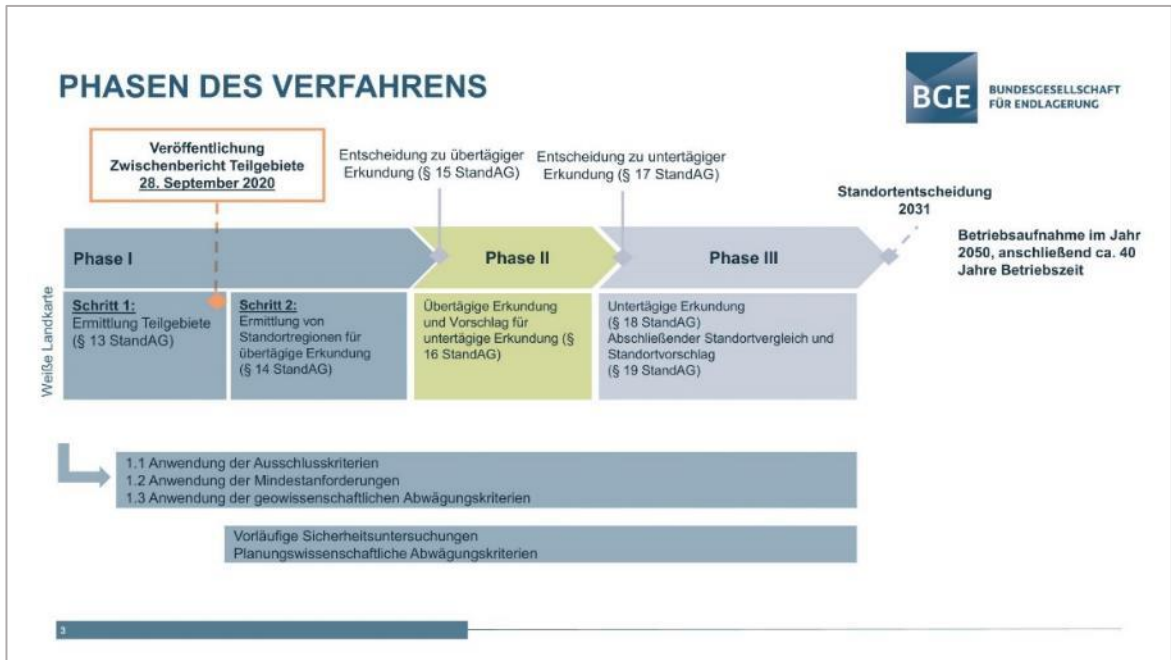 PHASEN DES VERFAHRENS
BGE
BUNDESGESELLSCHAFT
FÜR ENDLAGERUNG
Veröffentlichung
Zwischenbericht Teilgebiete
28. September 2020
Entscheidung zu übertägiger
Erkundung (§ 15 StandAG)
Entscheidung zu untertägiger
Erkundung (§ 17 StandAG)
Standortentscheidung
2031
Betriebsaufnahme im Jahr
2050, anschließend ca. 40
Jahre Betriebszeit
Phase I
Phase II
Phase III
Weiße Landkarte
Schritt 1:
Ermittlung Teilgebiete
(§ 13 StandAG)
Schritt 2:
Ermittlung von
Standortregionen für
übertägige Erkundung
(§ 14 StandAG)
Übertägige Erkundung
und Vorschlag für
untertägige Erkundung (§
16 StandAG)
Untertägige Erkundung
(§ 18 StandAG)
Abschließender Standortvergleich und
Standortvorschlag
(§ 19 StandAG)
1.1 Anwendung der Ausschlusskriterien
1.2 Anwendung der Mindestanforderungen
1.3 Anwendung der geowissenschaftlichen Abwägungskriterien
Vorläufige Sicherheitsuntersuchungen
Planungswissenschaftliche Abwägungskriterien
3